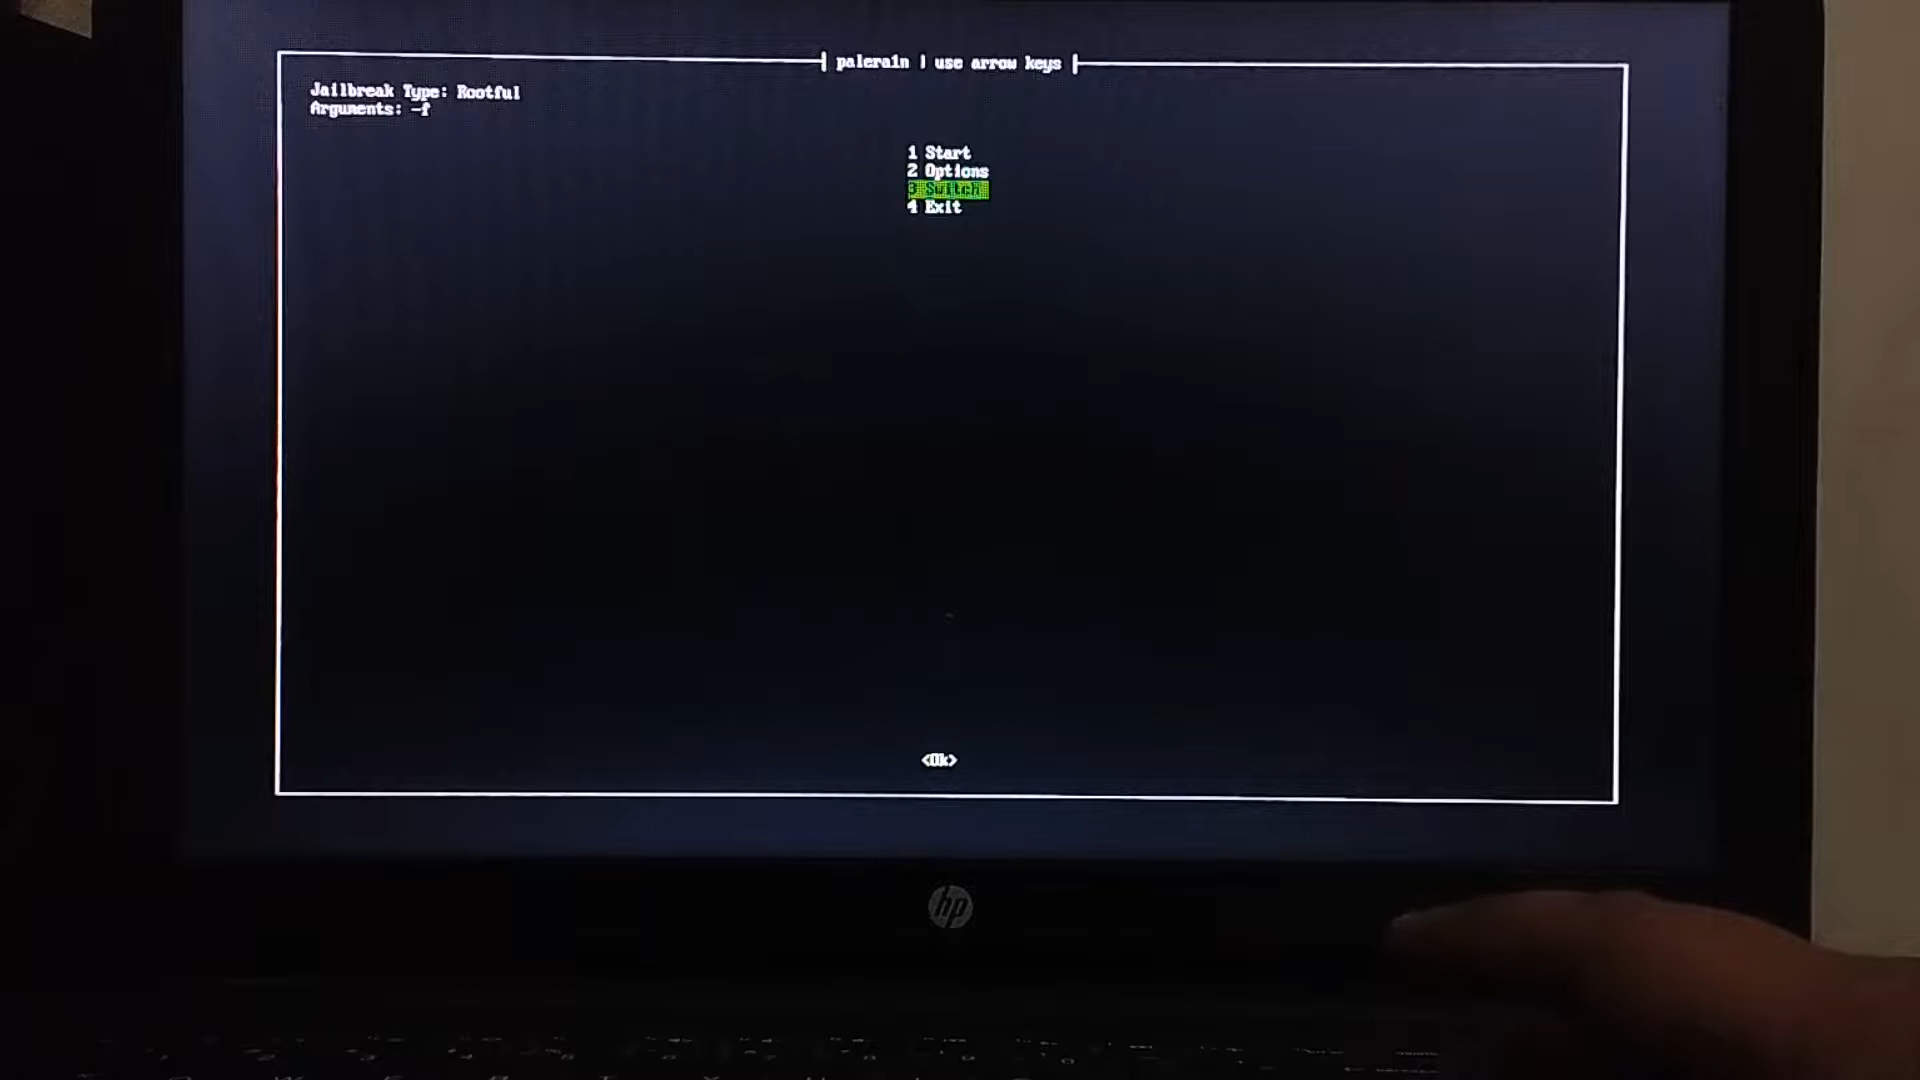 palera1n | use arrow keys
Jailbreak Type: Rootful
Arguments: -f
1 Start
2 Options
3 Switch
4 Exit
<Ok>
hp